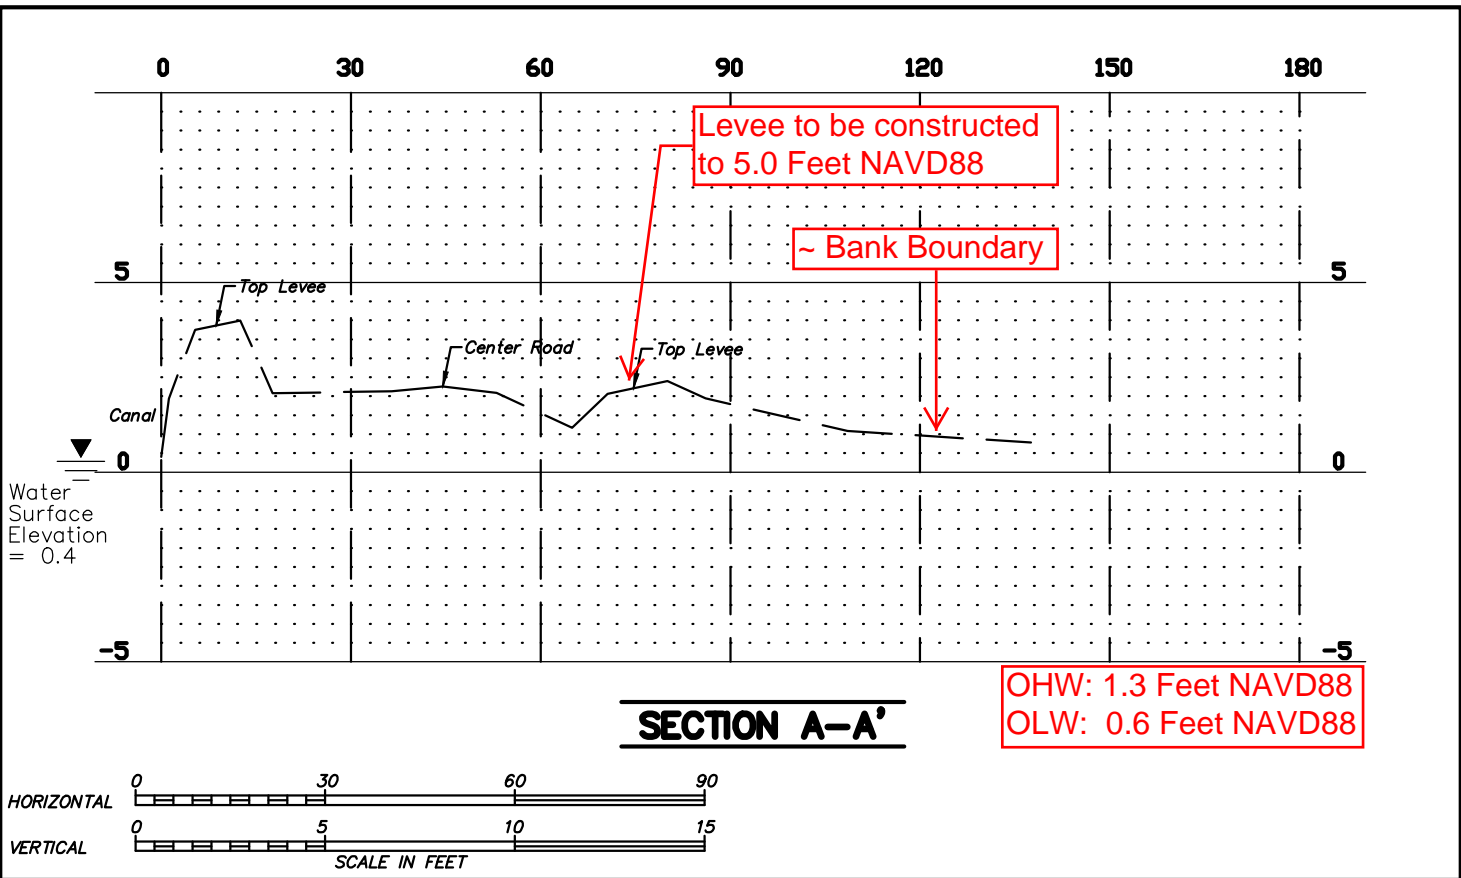 0 30 60 90 120 150 180
Levee to be constructed
to 5.0 Feet NAVD88
~ Bank Boundary
5 5
Top Levee
Center Road
Top Levee
Canal
0 0
Water
Surface
Elevation
= 0.4
-5 -5
OHW: 1.3 Feet NAVD88
OLW: 0.6 Feet NAVD88
SECTION A-A'
0 30 60 90
HORIZONTAL
0 5 10 15
VERTICAL
SCALE IN FEET